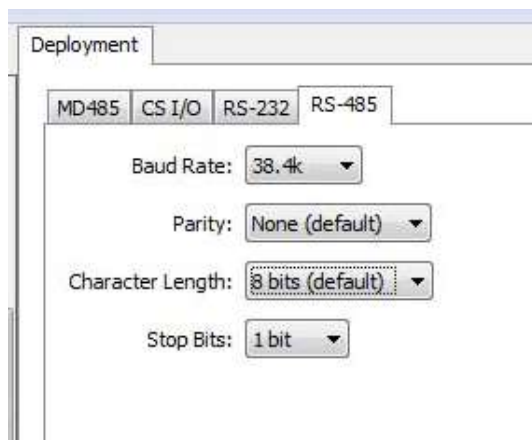 Deployment
MD485 CS I/O RS-232 RS-485
Baud Rate: 38.4k
Parity: None (default)
Character Length: 8 bits (default)
Stop Bits: 1 bit